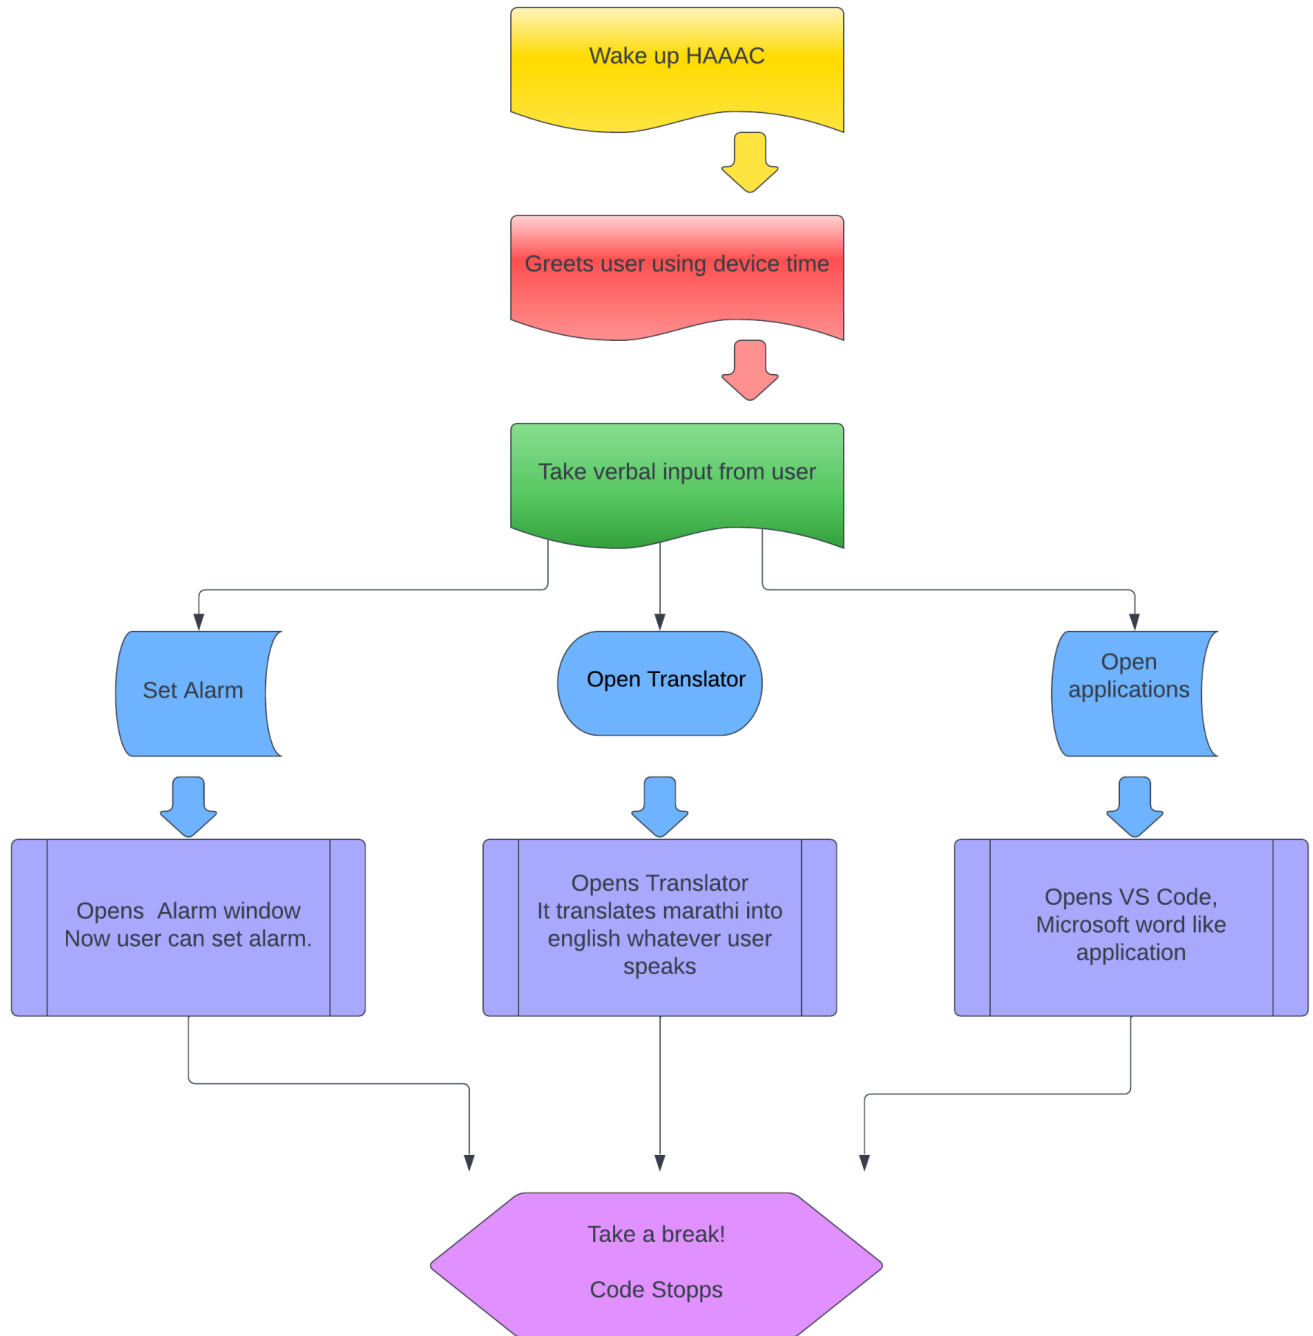 Wake up HAAAC
Greets user using device time
Take verbal input from user
Set Alarm
Open Translator
Open
applications
Opens  Alarm window
Now user can set alarm.
Opens Translator
It translates marathi into
english whatever user
speaks
Opens VS Code,
Microsoft word like
application
Take a break!
Code Stopps